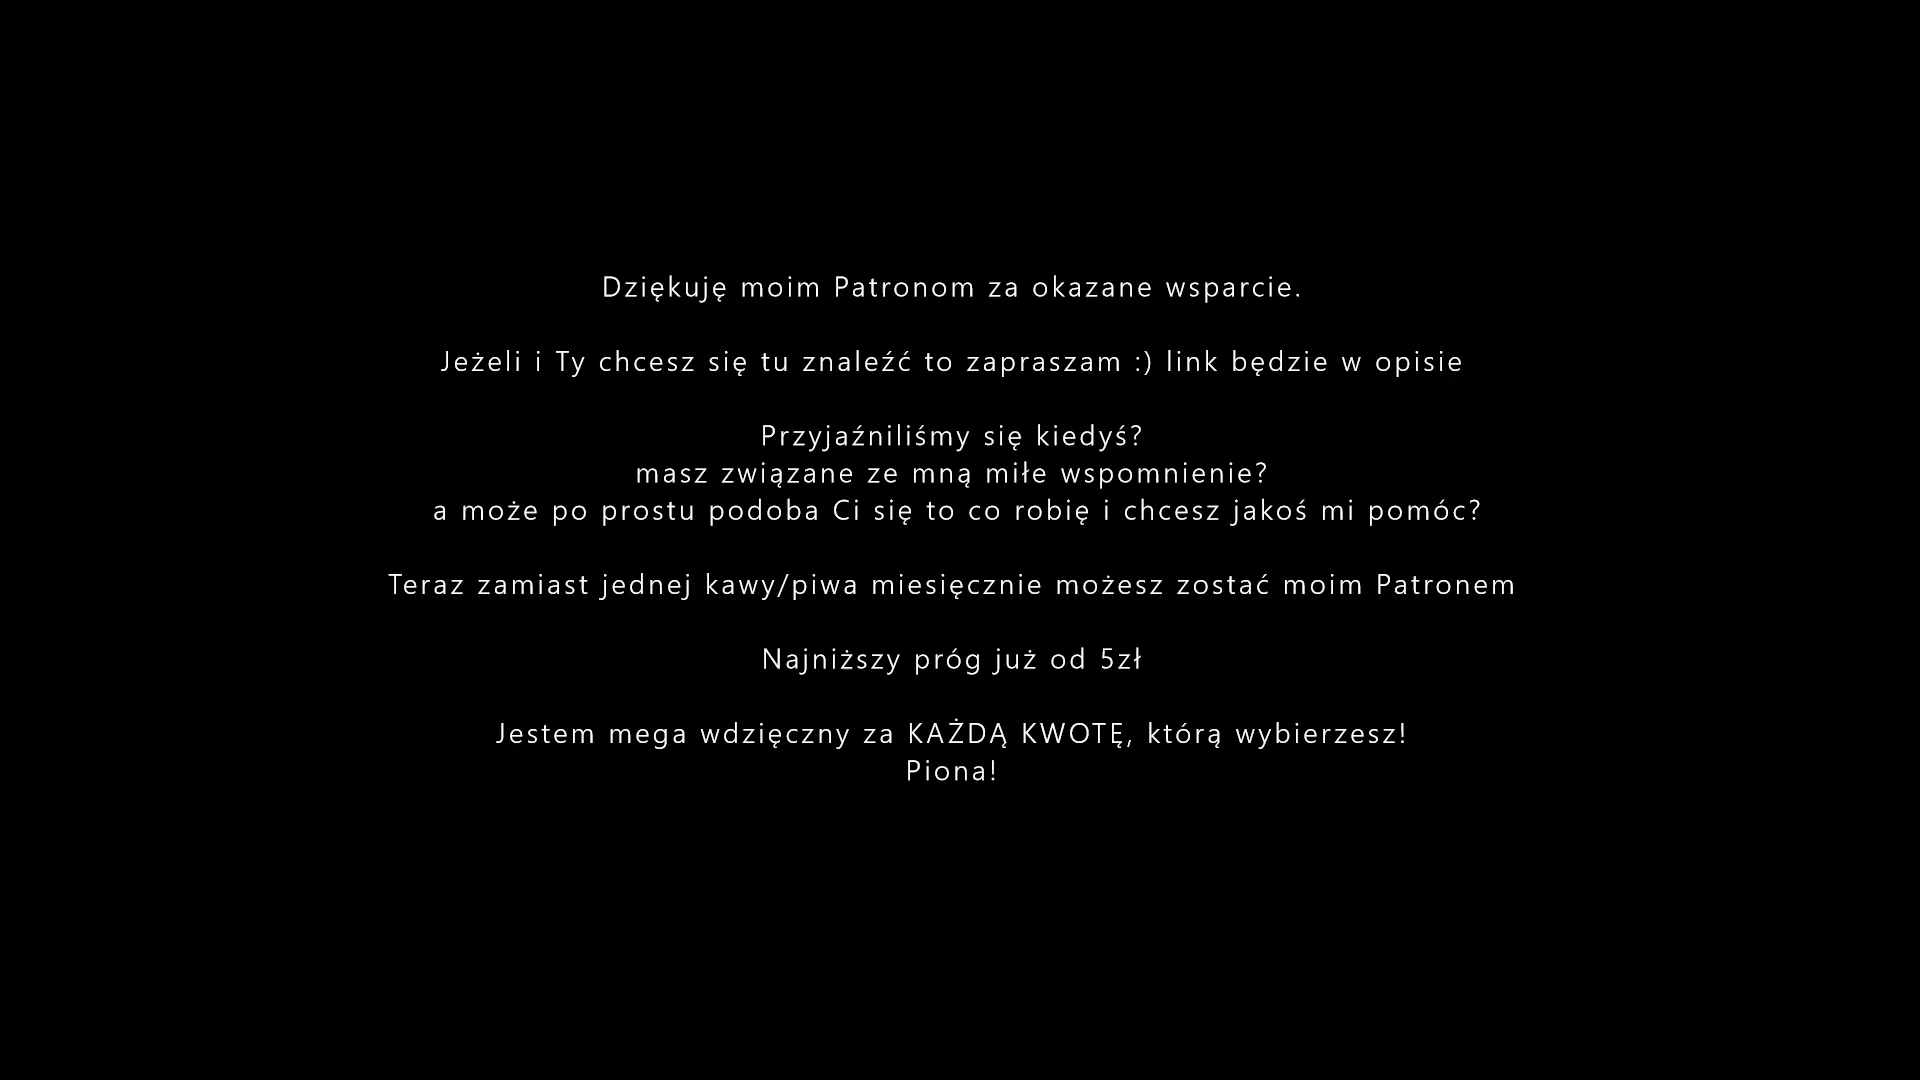 Dziękuję moim Patronom za okazane wsparcie.
Jeżeli i Ty chcesz się tu znaleźć to zapraszam :) link będzie w opisie
Przyjaźniliśmy się kiedyś?
masz związane ze mną miłe wspomnienie?
a może po prostu podoba Ci się to co robię i chcesz jakoś mi pomóc?
Teraz zamiast jednej kawy/piwa miesięcznie możesz zostać moim Patronem
Najniższy próg już od 5zł
Jestem mega wdzięczny za KAŻDĄ KWOTĘ, którą wybierzesz!
Piona!